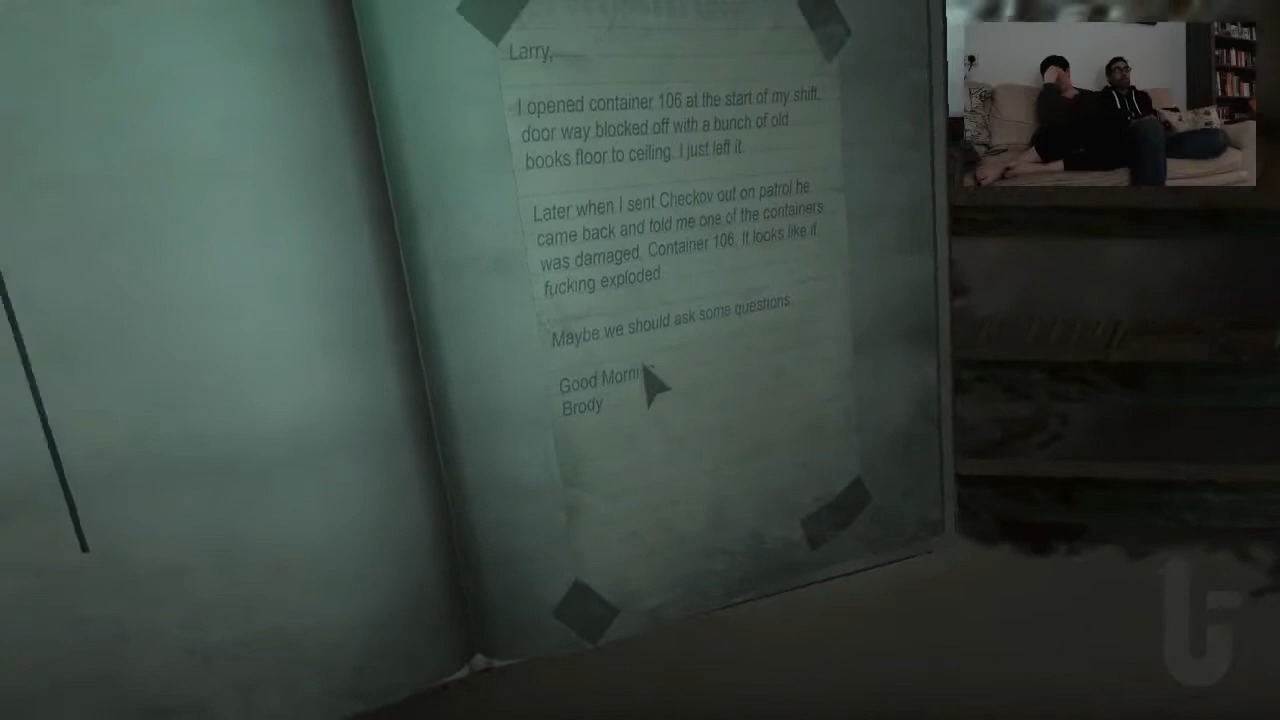 Larry,
I opened container 106 at the start of my shift.
door way blocked off with a bunch of old
books floor to ceiling. I just left it.
Later when I sent Checkov out on patrol he
came back and told me one of the containers
was damaged. Container 106. It looks like it
fucking exploded.
Maybe we should ask some questions.
Good Morni
Brody